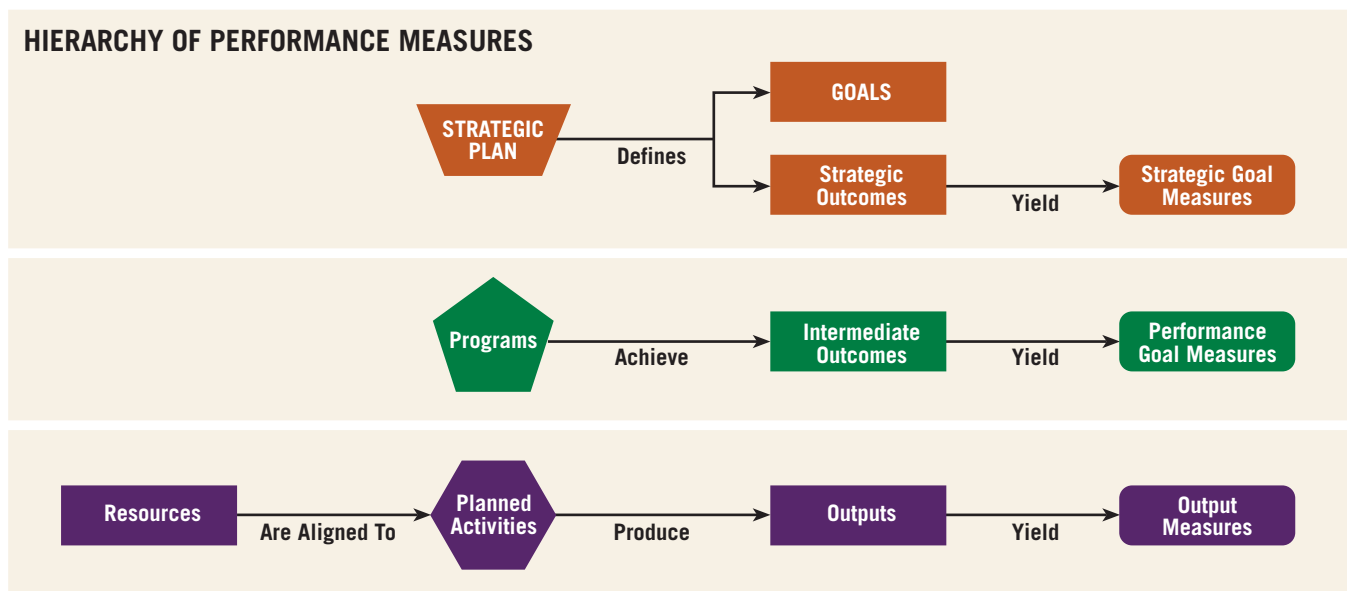 HIERARCHY OF PERFORMANCE MEASURES
STRATEGIC
PLAN
Defines
GOALS
Strategic
Outcomes
Yield
Strategic Goal
Measures
Programs
Achieve
Intermediate
Outcomes
Yield
Performance
Goal Measures
Resources
Are Aligned To
Planned
Activities
Produce
Outputs
Yield
Output
Measures